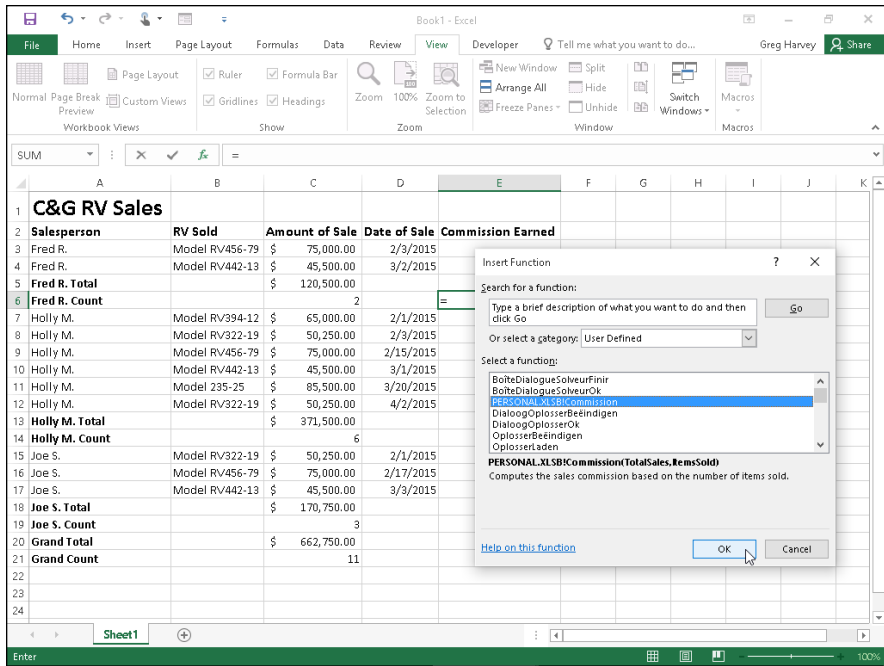 Book1 - Excel
File Home Insert Page Layout Formulas Data Review View Developer Tell me what you want to do... Greg Harvey Share
Normal Page Break Preview Page Layout Custom Views
Workbook Views
Ruler Formula Bar
Gridlines Headings
Show
Zoom 100% Zoom to Selection
Zoom
New Window Arrange All Freeze Panes Split Hide Unhide Switch Windows
Window
Macros
Macros
SUM fx =
A B C D E F G H I J K
1 C&G RV Sales
2 Salesperson RV Sold Amount of Sale Date of Sale Commission Earned
3 Fred R. Model RV456-79 $ 75,000.00 2/3/2015
4 Fred R. Model RV442-13 $ 45,500.00 3/2/2015
5 Fred R. Total $ 120,500.00
6 Fred R. Count 2 =
7 Holly M. Model RV394-12 $ 65,000.00 2/1/2015
8 Holly M. Model RV322-19 $ 50,250.00 2/3/2015
9 Holly M. Model RV456-79 $ 75,000.00 2/15/2015
10 Holly M. Model RV442-13 $ 45,500.00 3/1/2015
11 Holly M. Model 235-25 $ 85,500.00 3/20/2015
12 Holly M. Model RV322-19 $ 50,250.00 4/2/2015
13 Holly M. Total $ 371,500.00
14 Holly M. Count 6
15 Joe S. Model RV322-19 $ 50,250.00 2/1/2015
16 Joe S. Model RV456-79 $ 75,000.00 2/17/2015
17 Joe S. Model RV442-13 $ 45,500.00 3/3/2015
18 Joe S. Total $ 170,750.00
19 Joe S. Count 3
20 Grand Total $ 662,750.00
21 Grand Count 11
22
23
24
Insert Function ?
Search for a function:
Type a brief description of what you want to do and then
click Go
Go
Or select a category: User Defined
Select a function:
BoîteDialogueSolveurFinir
BoîteDialogueSolveurOk
PERSONAL.XLSB!Commission
DialoogOplosserBeëindigen
DialoogOplosserOk
OplosserBeëindigen
OplosserLaden
PERSONAL.XLSB!Commission(TotalSales,ItemsSold)
Computes the sales commission based on the number of items sold.
Help on this function
OK Cancel
Sheet1
Enter 100%